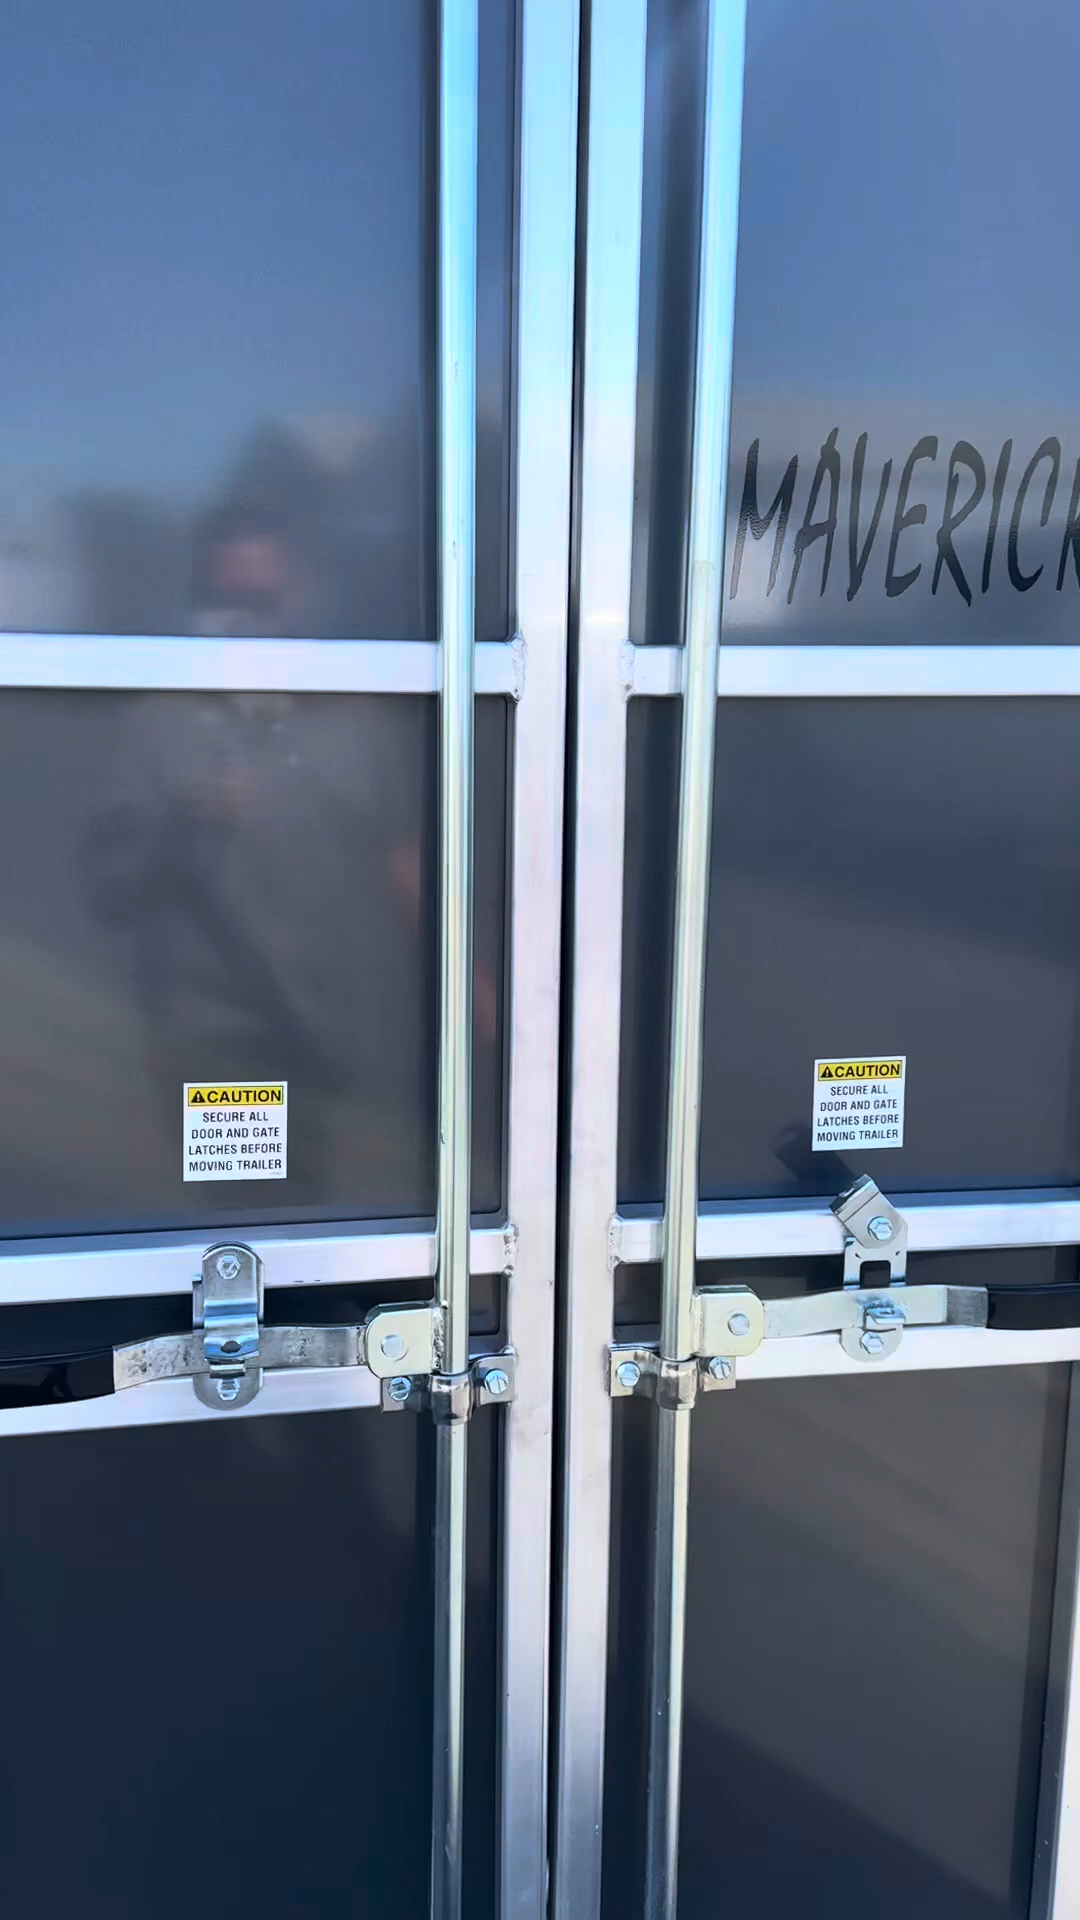 MAVERICK
CAUTION
SECURE ALL
DOOR AND GATE
LATCHES BEFORE
MOVING TRAILER
CAUTION
SECURE ALL
DOOR AND GATE
LATCHES BEFORE
MOVING TRAILER